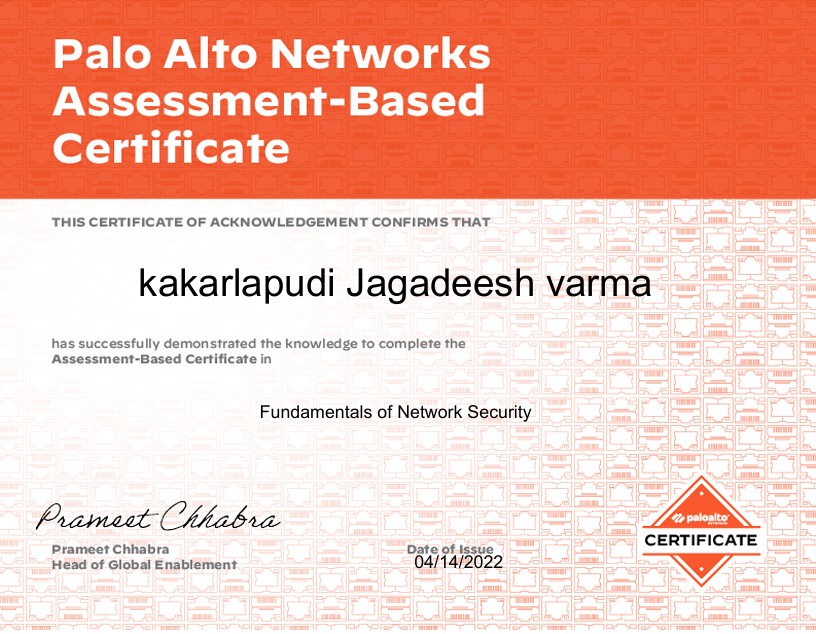 Palo Alto Networks
Assessment-Based
Certificate
THIS CERTIFICATE OF ACKNOWLEDGEMENT CONFIRMS THAT
kakarlapudi Jagadeesh varma
has successfully demonstrated the knowledge to complete the
Assessment-Based Certificate in
Fundamentals of Network Security
Prameet Chhabra
Prameet Chhabra
Head of Global Enablement
Date of Issue
04/14/2022
paloalto
NETWORKS
CERTIFICATE